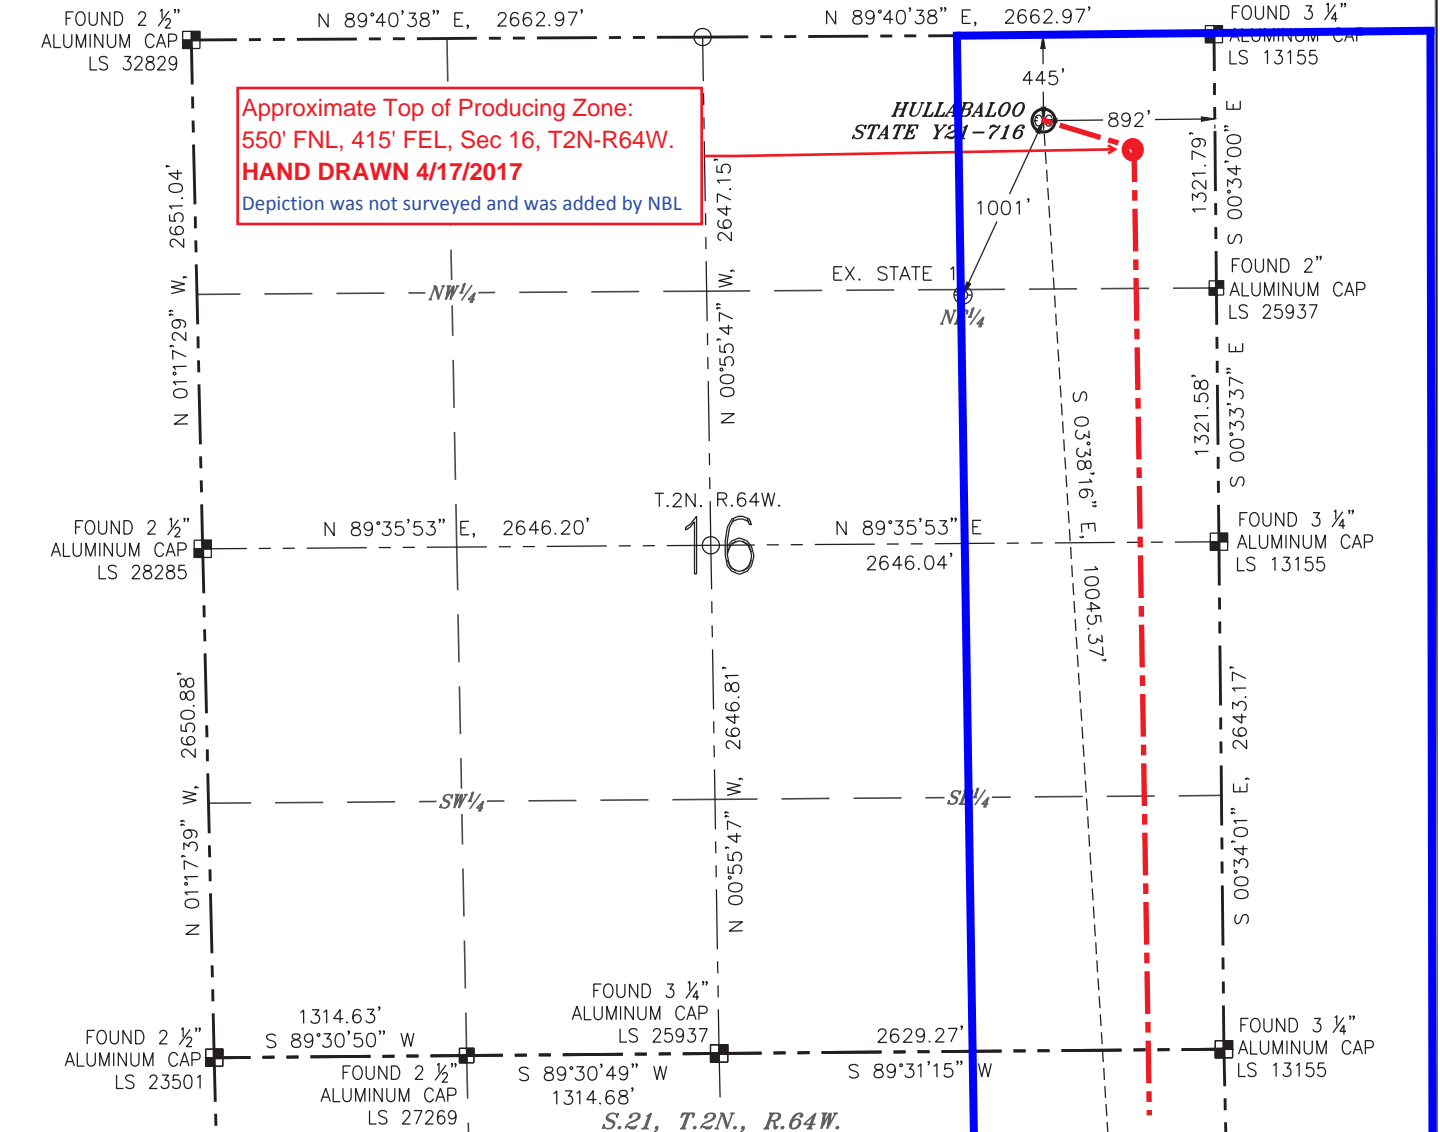 FOUND 2 ½"
ALUMINUM CAP
LS 32829
N 89°40'38" E, 2662.97'
N 89°40'38" E, 2662.97'
FOUND 3 ¼"
ALUMINUM CAP
LS 13155
Approximate Top of Producing Zone:
550' FNL, 415' FEL, Sec 16, T2N-R64W.
HAND DRAWN 4/17/2017
Depiction was not surveyed and was added by NBL
445'
HULLABALOO
STATE Y21-716
892'
1001'
N 01°17'29" W, 2651.04'
N 00°55'47" W, 2647.15'
1321.79'
S 00°34'00" E
EX. STATE 1
NW¼
NE¼
FOUND 2"
ALUMINUM CAP
LS 25937
1321.58'
S 00°33'37" E
S 03°38'16" E, 10045.37'
T.2N. R.64W.
16
FOUND 2 ½"
ALUMINUM CAP
LS 28285
N 89°35'53" E, 2646.20'
N 89°35'53" E
2646.04'
FOUND 3 ¼"
ALUMINUM CAP
LS 13155
N 01°17'39" W, 2650.88'
N 00°55'47" W, 2646.81'
S 00°34'01" E, 2643.17'
SW¼
SE¼
FOUND 2 ½"
ALUMINUM CAP
LS 23501
1314.63'
S 89°30'50" W
FOUND 2 ½"
ALUMINUM CAP
LS 27269
FOUND 3 ¼"
ALUMINUM CAP
LS 25937
S 89°30'49" W
1314.68'
2629.27'
S 89°31'15" W
FOUND 3 ¼"
ALUMINUM CAP
LS 13155
S.21, T.2N., R.64W.